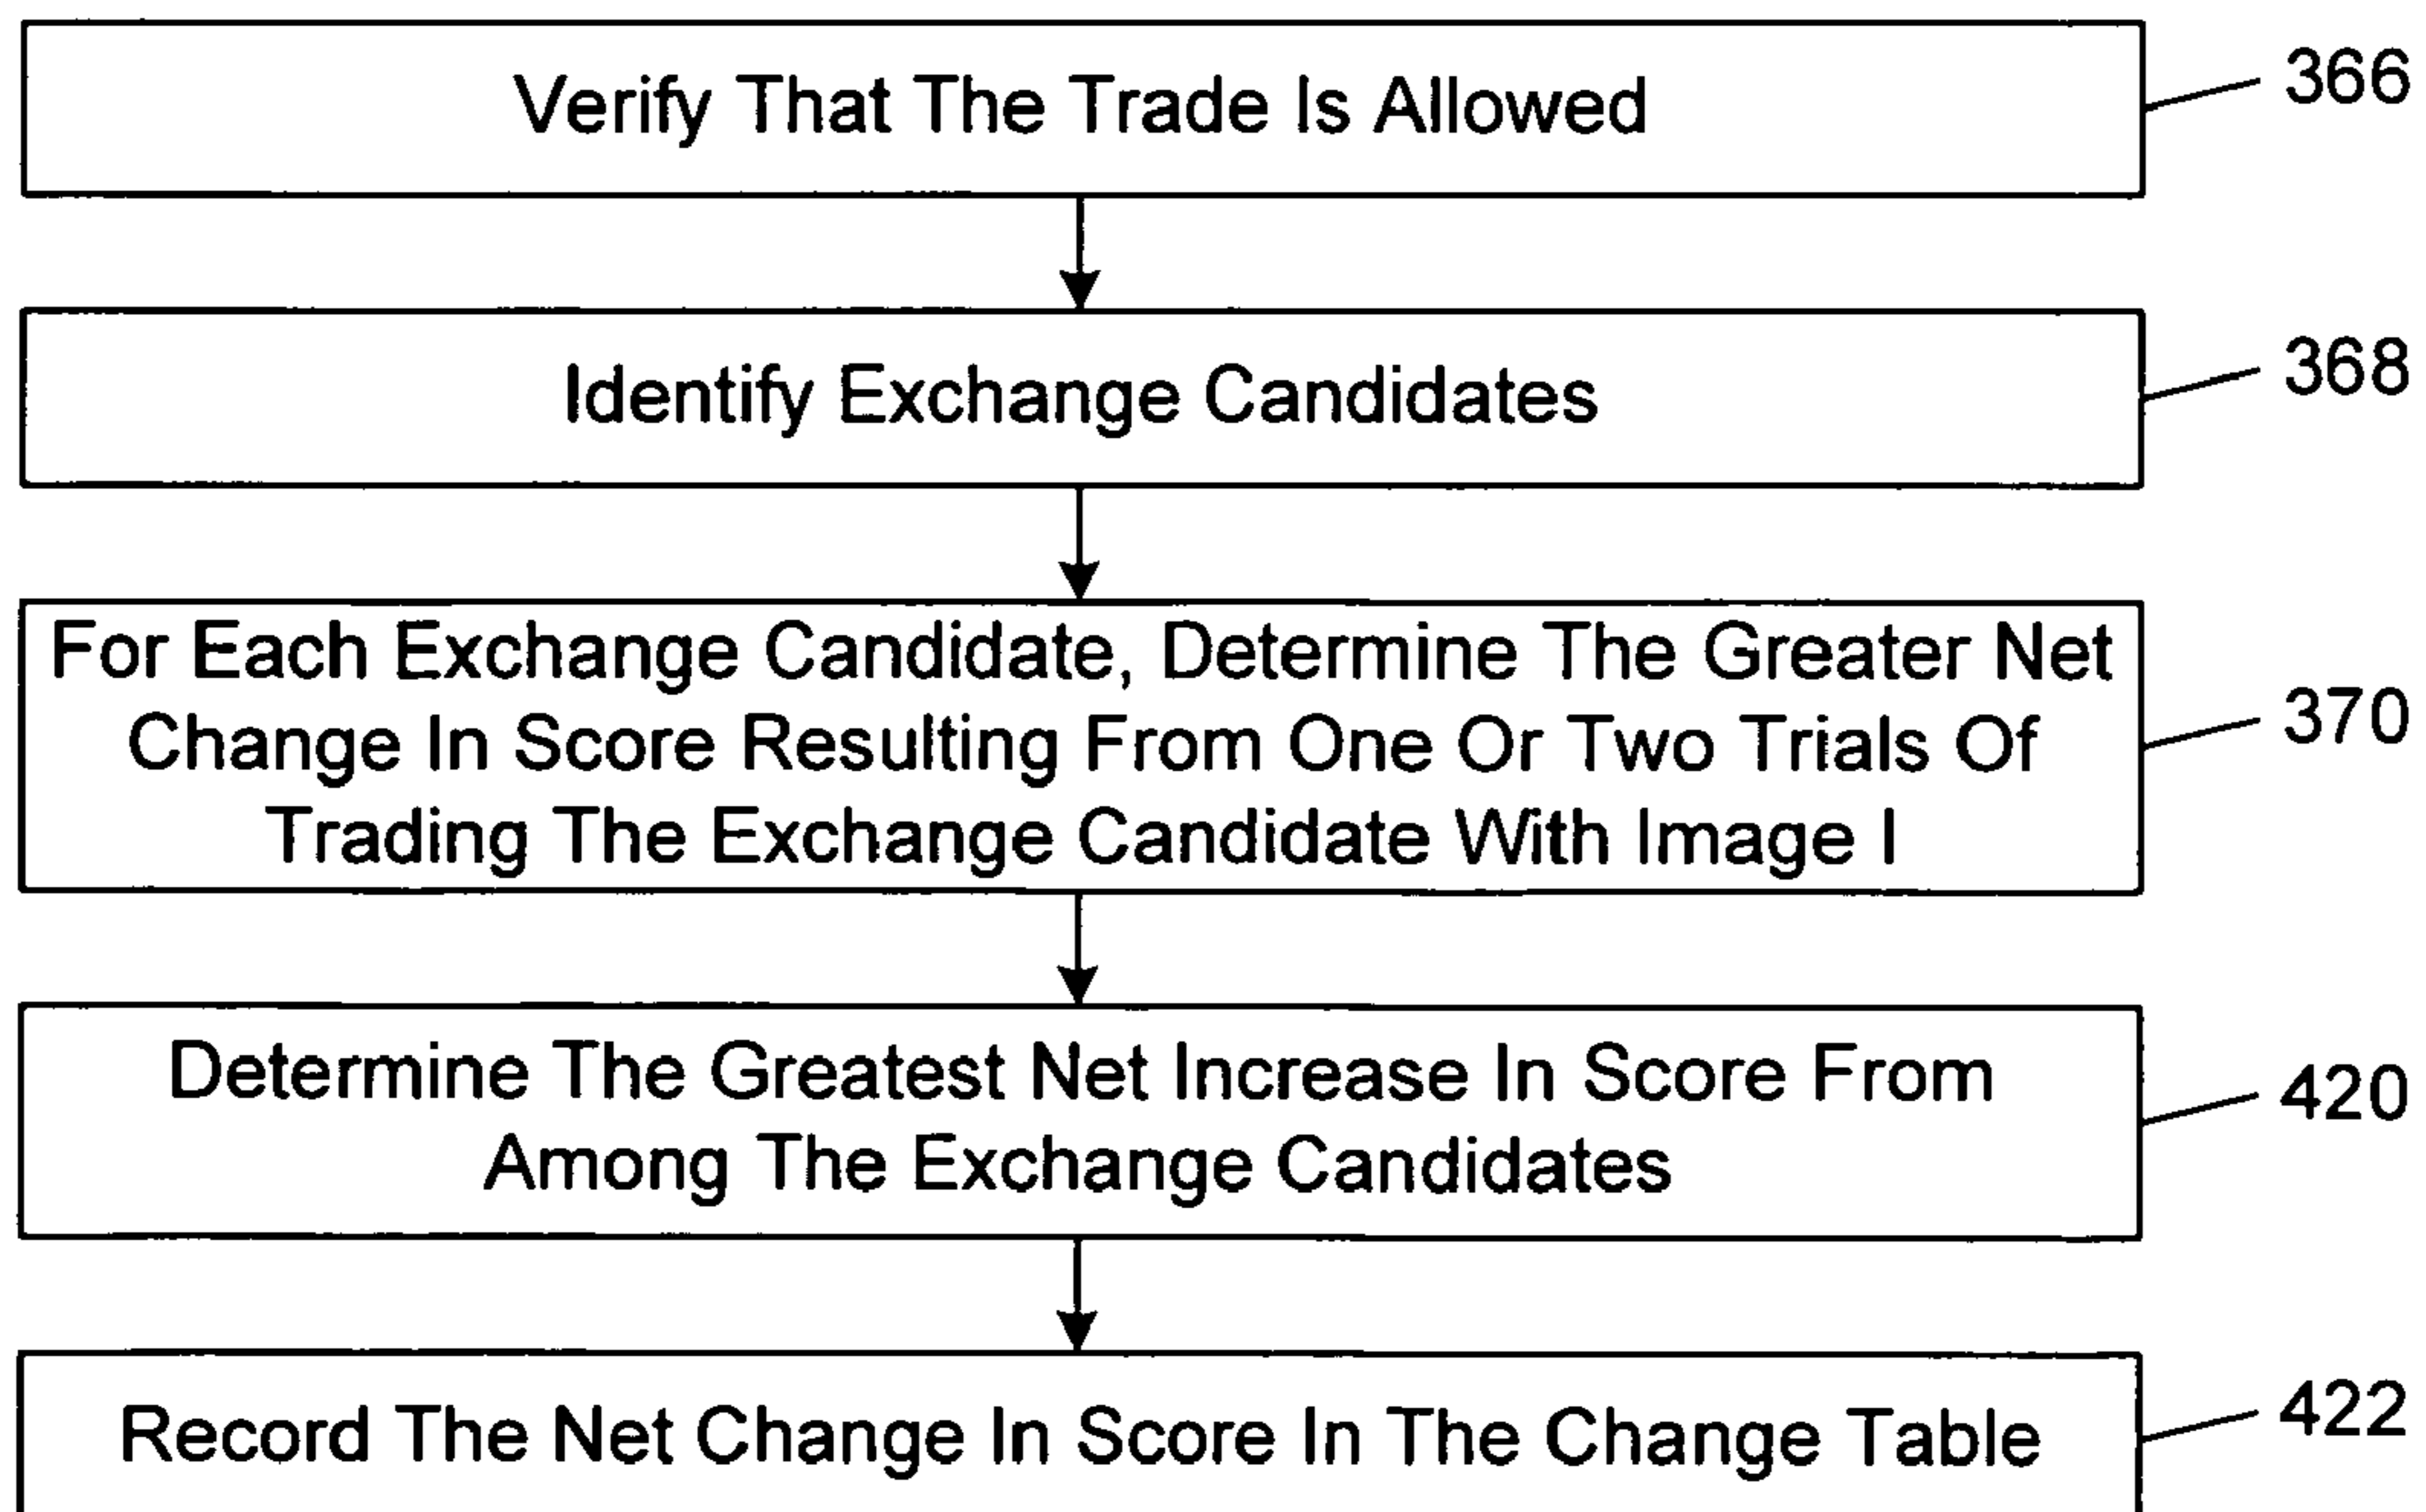 Verify That The Trade Is Allowed
366
Identify Exchange Candidates
368
For Each Exchange Candidate, Determine The Greater Net
Change In Score Resulting From One Or Two Trials Of
Trading The Exchange Candidate With Image I
370
Determine The Greatest Net Increase In Score From
Among The Exchange Candidates
420
Record The Net Change In Score In The Change Table
422